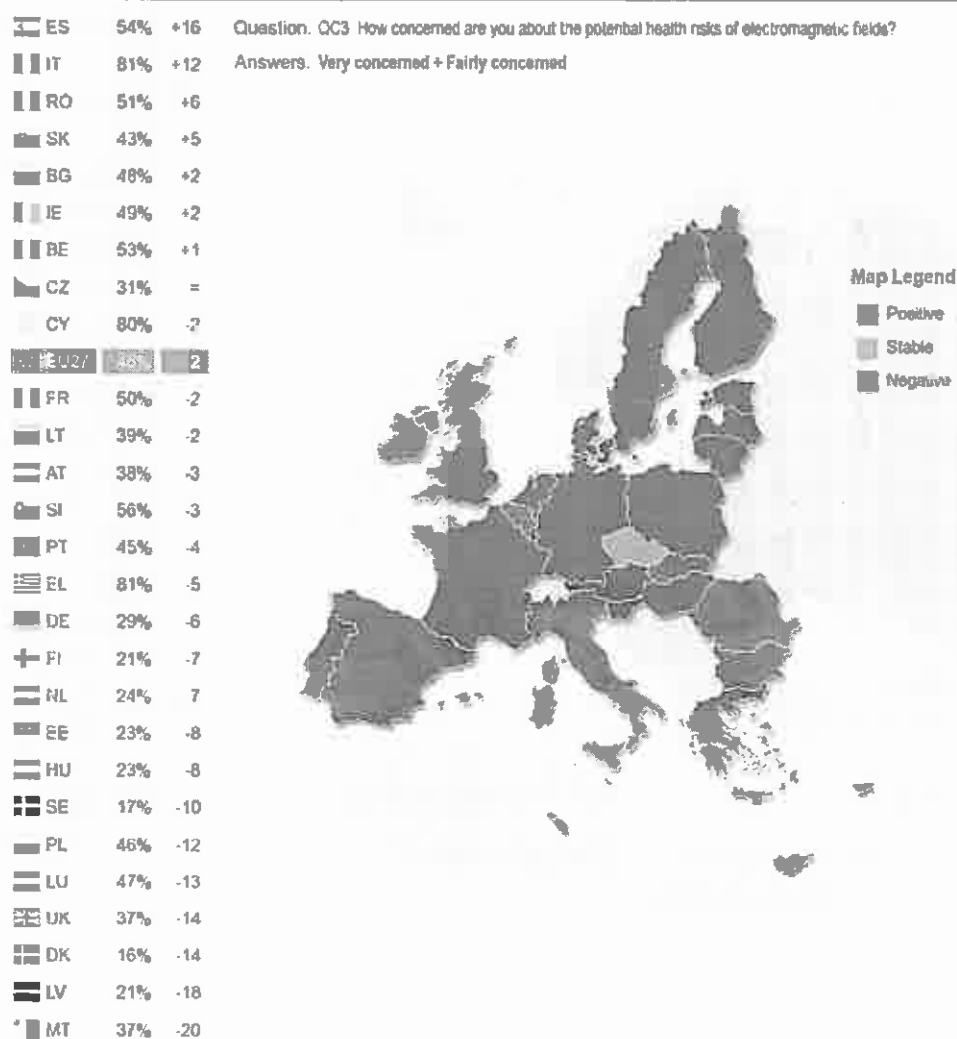 ES 54% +16
Question. QC3 How concerned are you about the potential health risks of electromagnetic fields?
IT 81% +12
Answers. Very concerned + Fairly concerned
RO 51% +6
SK 43% +5
BG 48% +2
IE 49% +2
BE 53% +1
CZ 31% =
CY 80% -2
EU27 46% 2
FR 50% -2
LT 39% -2
AT 38% -3
SI 56% -3
PT 45% -4
EL 81% -5
DE 29% -6
FI 21% -7
NL 24% 7
EE 23% -8
HU 23% -8
SE 17% -10
PL 46% -12
LU 47% -13
UK 37% -14
DK 16% -14
LV 21% -18
MT 37% -20
Map Legend
Positive
Stable
Negative